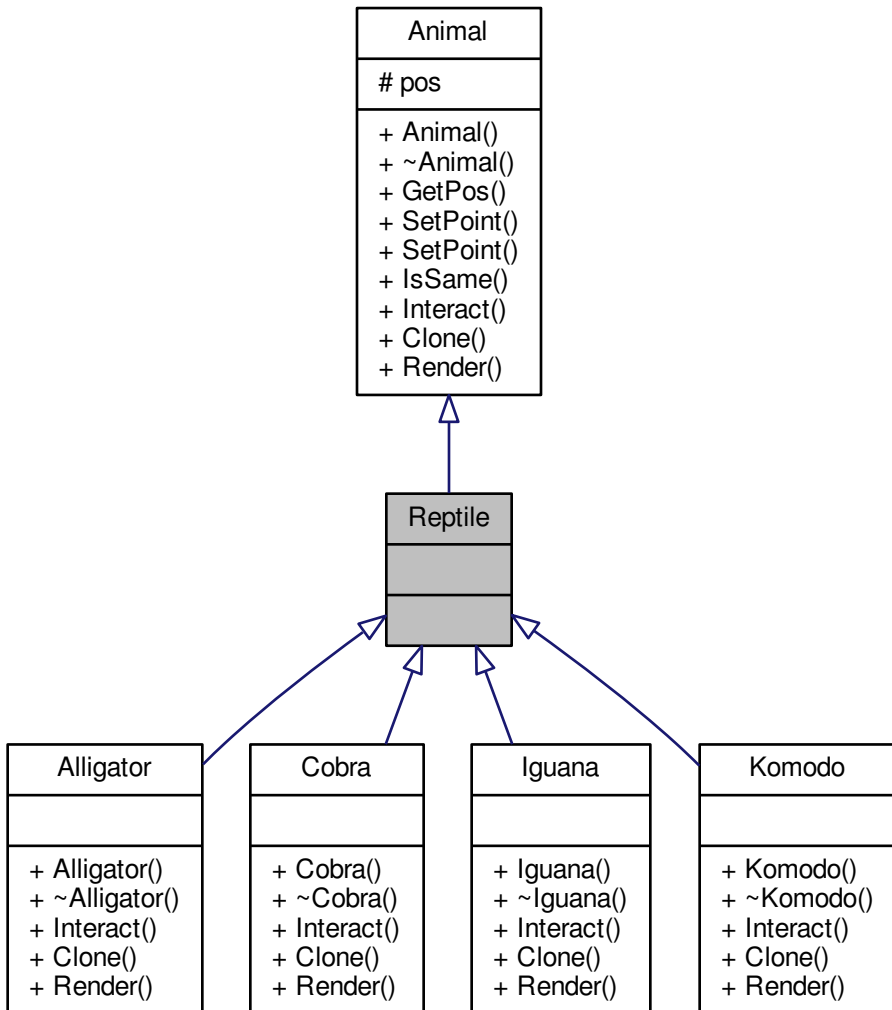 Animal
# pos
+ Animal()
+ ~Animal()
+ GetPos()
+ SetPoint()
+ SetPoint()
+ IsSame()
+ Interact()
+ Clone()
+ Render()
Reptile
Alligator
+ Alligator()
+ ~Alligator()
+ Interact()
+ Clone()
+ Render()
Cobra
+ Cobra()
+ ~Cobra()
+ Interact()
+ Clone()
+ Render()
Iguana
+ Iguana()
+ ~Iguana()
+ Interact()
+ Clone()
+ Render()
Komodo
+ Komodo()
+ ~Komodo()
+ Interact()
+ Clone()
+ Render()